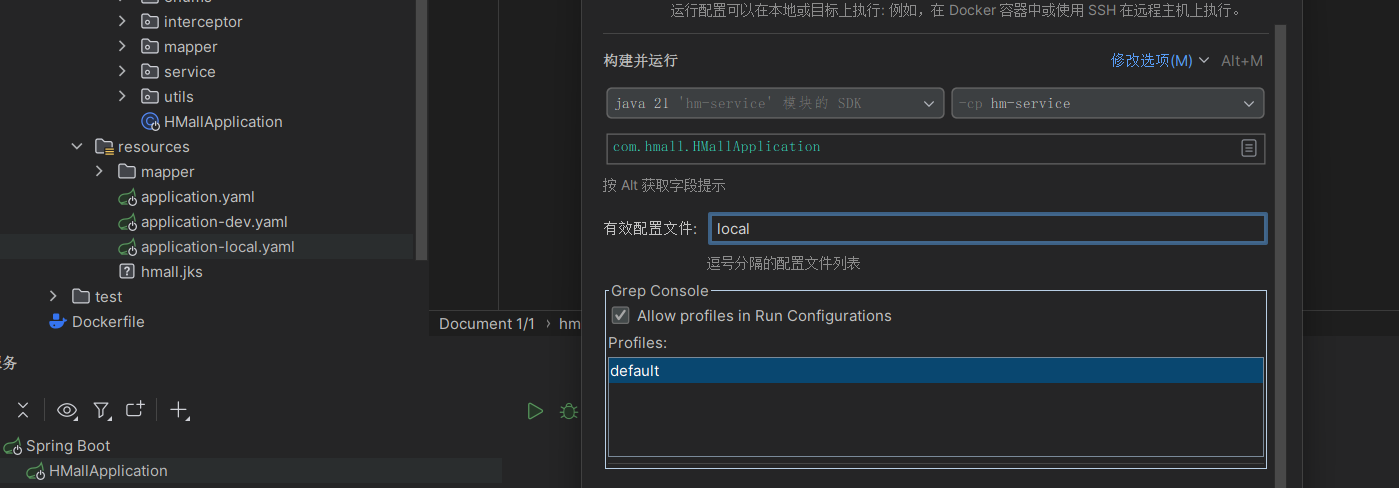 interceptor
mapper
service
utils
HMallApplication
resources
mapper
application.yaml
application-dev.yaml
application-local.yaml
hmall.jks
test
Dockerfile
Document 1/1 › hm
务
Spring Boot
HMallApplication
运行配置可以在本地或目标上执行: 例如，在 Docker 容器中或使用 SSH 在远程主机上执行。
构建并运行
修改选项(M) Alt+M
java 21 'hm-service' 模块的 SDK
-cp hm-service
com.hmall.HMallApplication
按 Alt 获取字段提示
有效配置文件: local
逗号分隔的配置文件列表
Grep Console
Allow profiles in Run Configurations
Profiles:
default